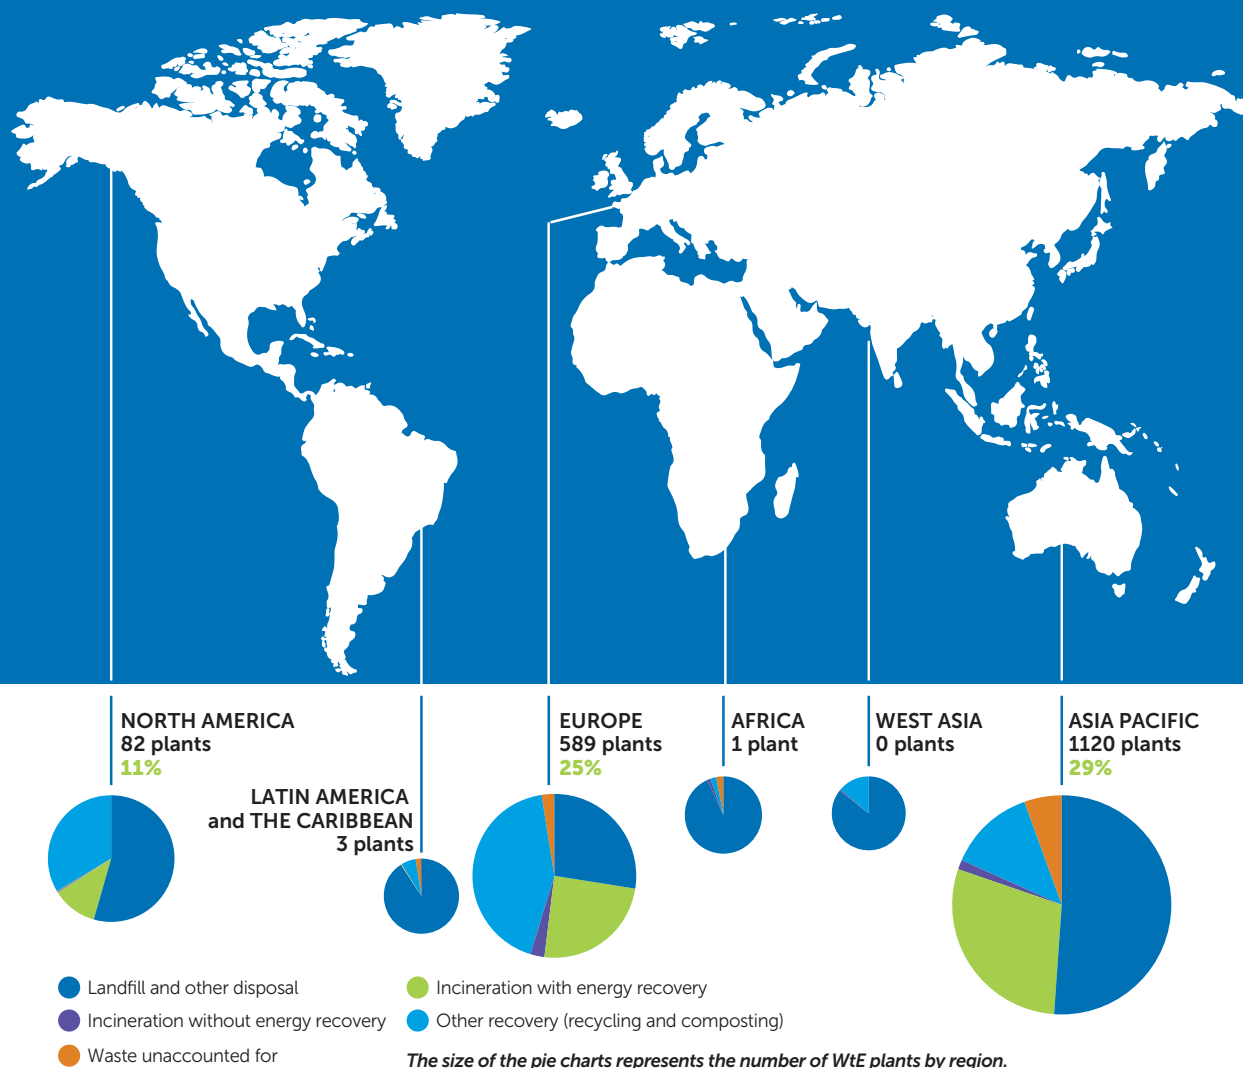 NORTH AMERICA
82 plants
11%
LATIN AMERICA
and THE CARIBBEAN
3 plants
EUROPE
589 plants
25%
AFRICA
1 plant
WEST ASIA
0 plants
ASIA PACIFIC
1120 plants
29%
Landfill and other disposal
Incineration with energy recovery
Incineration without energy recovery
Other recovery (recycling and composting)
Waste unaccounted for
The size of the pie charts represents the number of WtE plants by region.